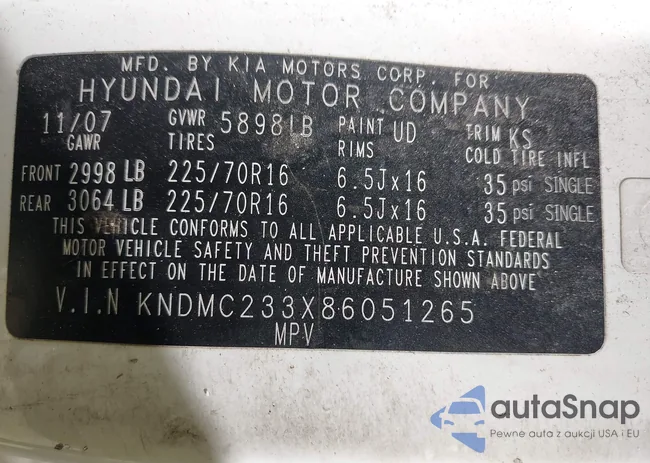 MFD. BY KIA MOTORS CORP. FOR
HYUNDAI MOTOR COMPANY
11/07 GVWR 5898LB PAINT UD TRIM KS
GAWR TIRES RIMS COLD TIRE INFL
FRONT 2998 LB 225/70R16 6.5Jx16 35 psi SINGLE
REAR 3064 LB 225/70R16 6.5Jx16 35 psi SINGLE
THIS VEHICLE CONFORMS TO ALL APPLICABLE U.S.A. FEDERAL
MOTOR VEHICLE SAFETY AND THEFT PREVENTION STANDARDS
IN EFFECT ON THE DATE OF MANUFACTURE SHOWN ABOVE
V.I.N KNDMC233X86051265
MPV
autaSnap
Pewne auta z aukcji USA i EU